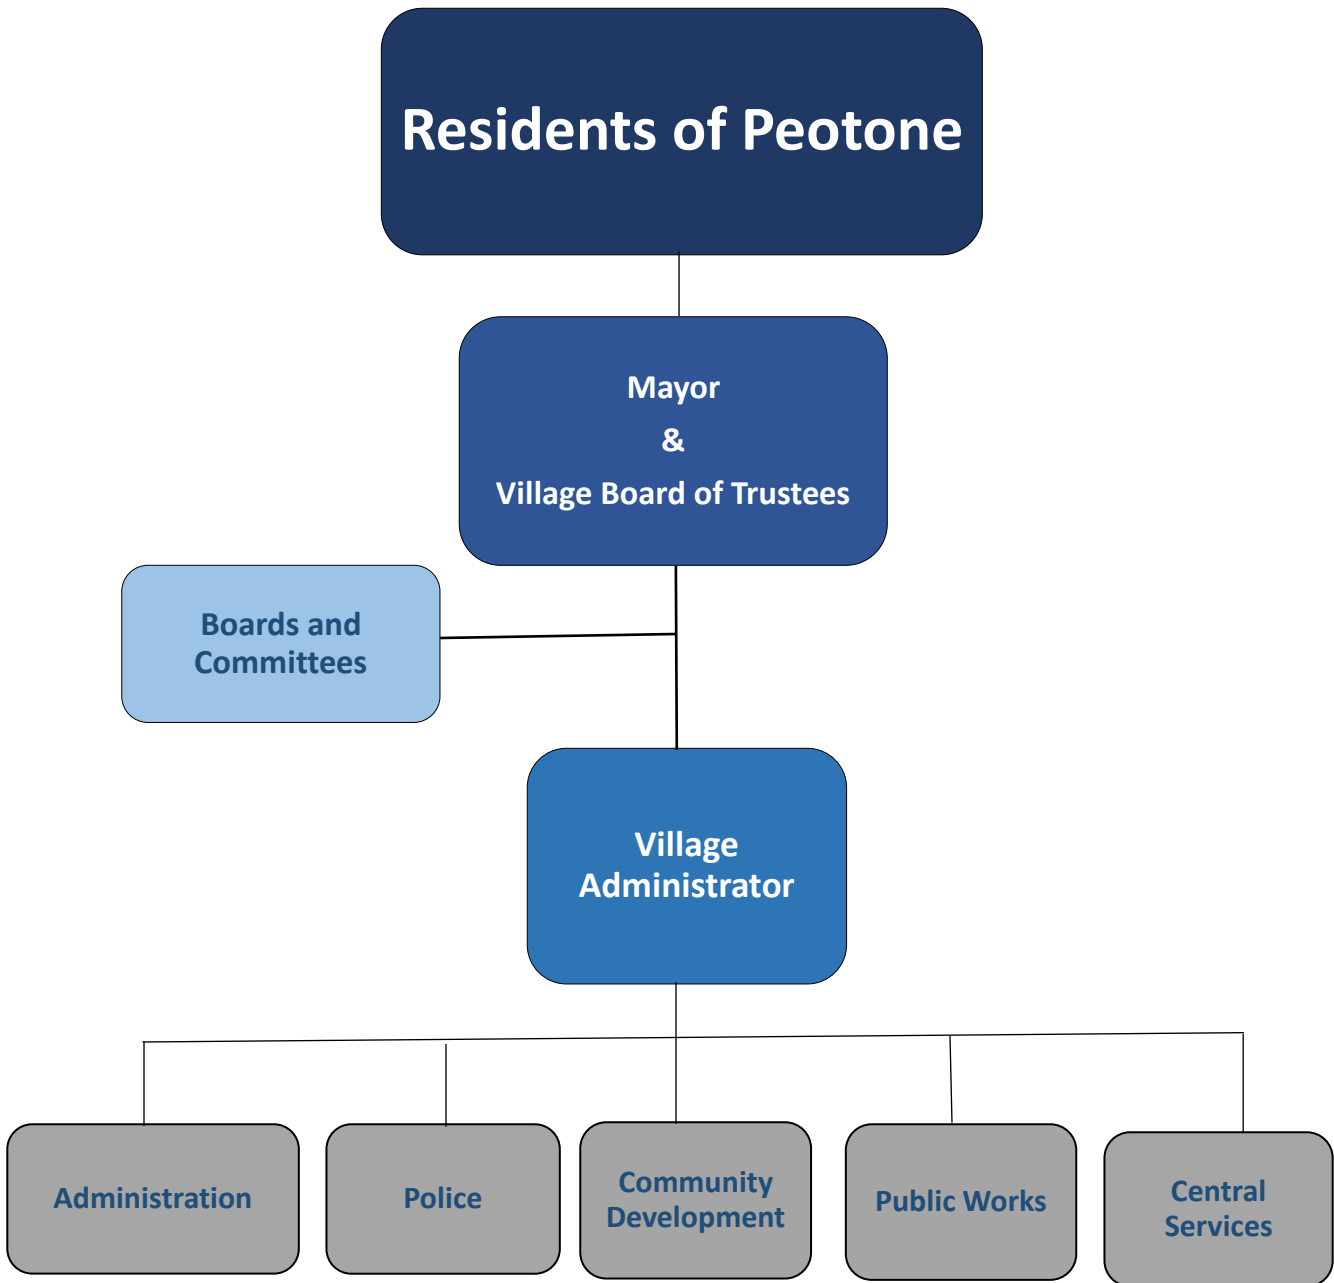 Residents of Peotone
Mayor
&
Village Board of Trustees
Boards and
Committees
Village
Administrator
Administration
Police
Community
Development
Public Works
Central
Services